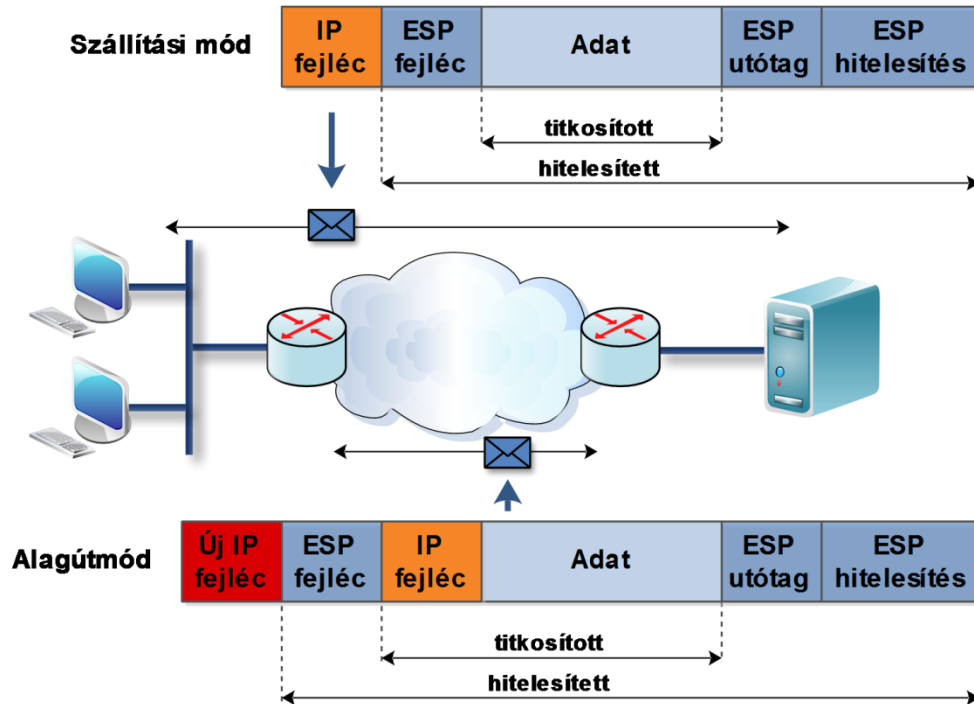 Szállítási mód
IP
fejléc
ESP
fejléc
Adat
ESP
utótag
ESP
hitelesítés
titkosított
hitelesített
Alagútmód
Új IP
fejléc
ESP
fejléc
IP
fejléc
Adat
ESP
utótag
ESP
hitelesítés
titkosított
hitelesített